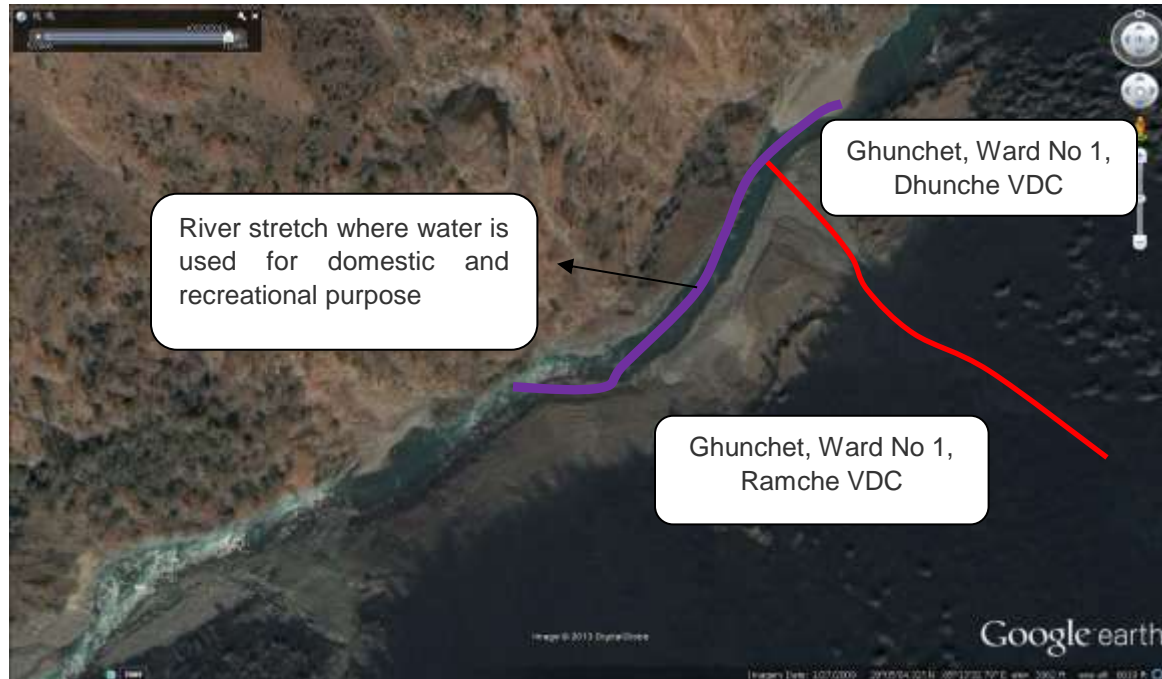 Ghunchet, Ward No 1,
Dhunche VDC
River stretch where water is
used for domestic and
recreational purpose
Ghunchet, Ward No 1,
Ramche VDC
Image © 2013 DigitalGlobe
Google earth